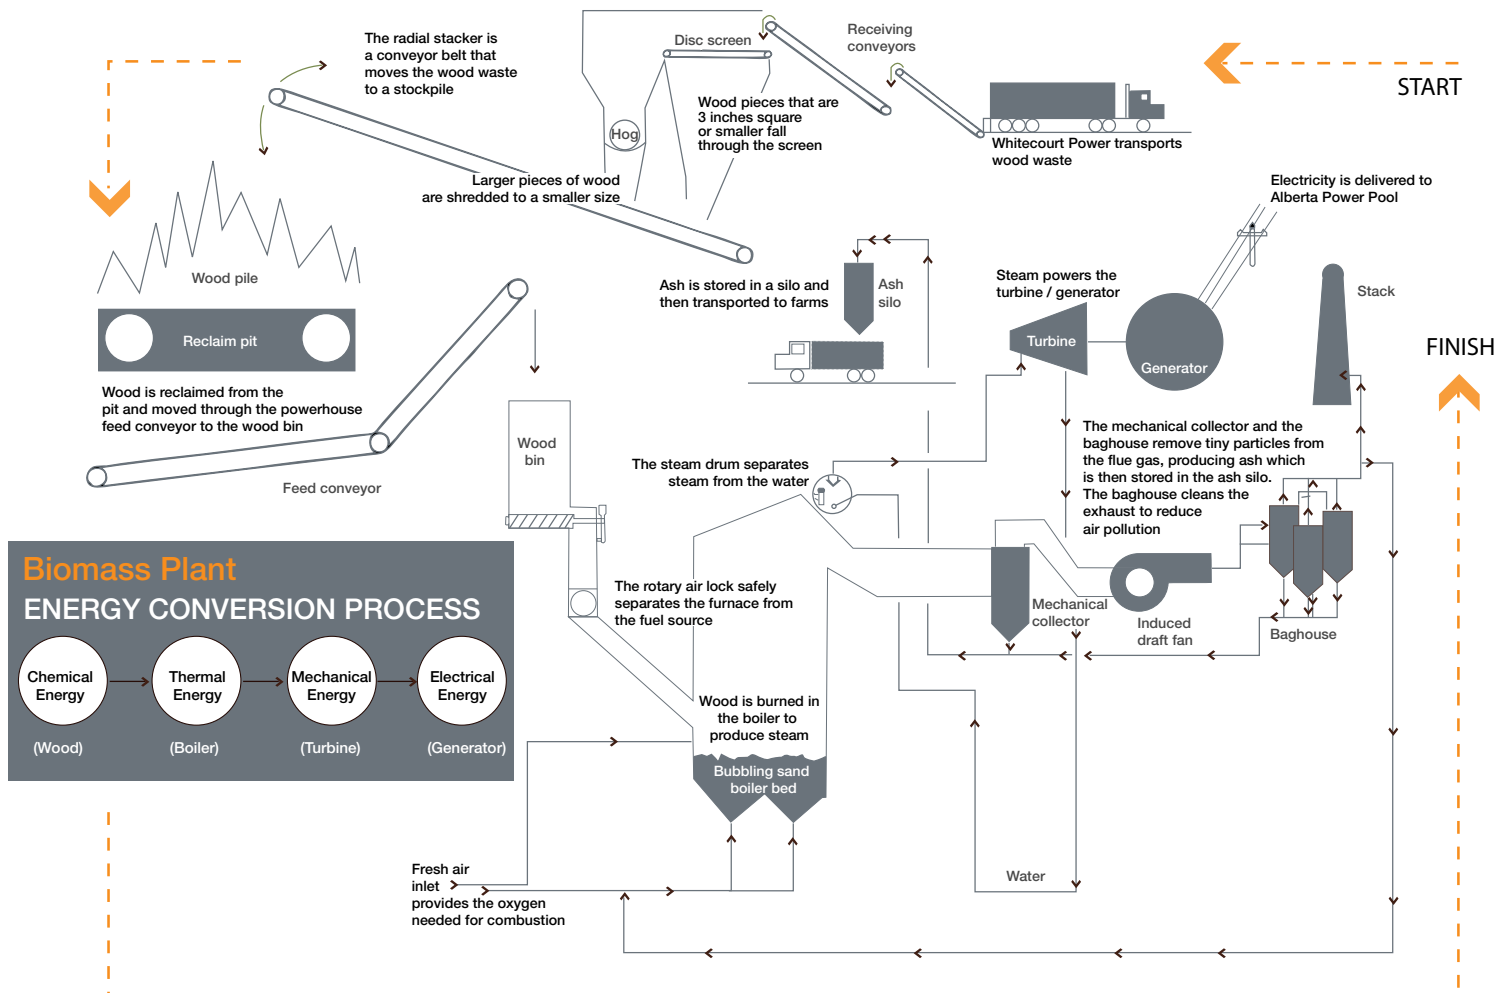 The radial stacker is
a conveyor belt that
moves the wood waste
to a stockpile
Disc screen
Receiving
conveyors
START
Wood pieces that are
3 inches square
or smaller fall
through the screen
Hog
Whitecourt Power transports
wood waste
Larger pieces of wood
are shredded to a smaller size
Electricity is delivered to
Alberta Power Pool
Wood pile
Ash is stored in a silo and
then transported to farms
Ash
silo
Steam powers the
turbine / generator
Stack
Reclaim pit
Turbine
Generator
FINISH
Wood is reclaimed from the
pit and moved through the powerhouse
feed conveyor to the wood bin
Feed conveyor
Wood
bin
The steam drum separates
steam from the water
The mechanical collector and the
baghouse remove tiny particles from
the flue gas, producing ash which
is then stored in the ash silo.
The baghouse cleans the
exhaust to reduce
air pollution
Biomass Plant
ENERGY CONVERSION PROCESS
Chemical
Energy
Thermal
Energy
Mechanical
Energy
Electrical
Energy
(Wood)
(Boiler)
(Turbine)
(Generator)
The rotary air lock safely
separates the furnace from
the fuel source
Mechanical
collector
Induced
draft fan
Baghouse
Wood is burned in
the boiler to
produce steam
Bubbling sand
boiler bed
Fresh air
inlet
provides the oxygen
needed for combustion
Water